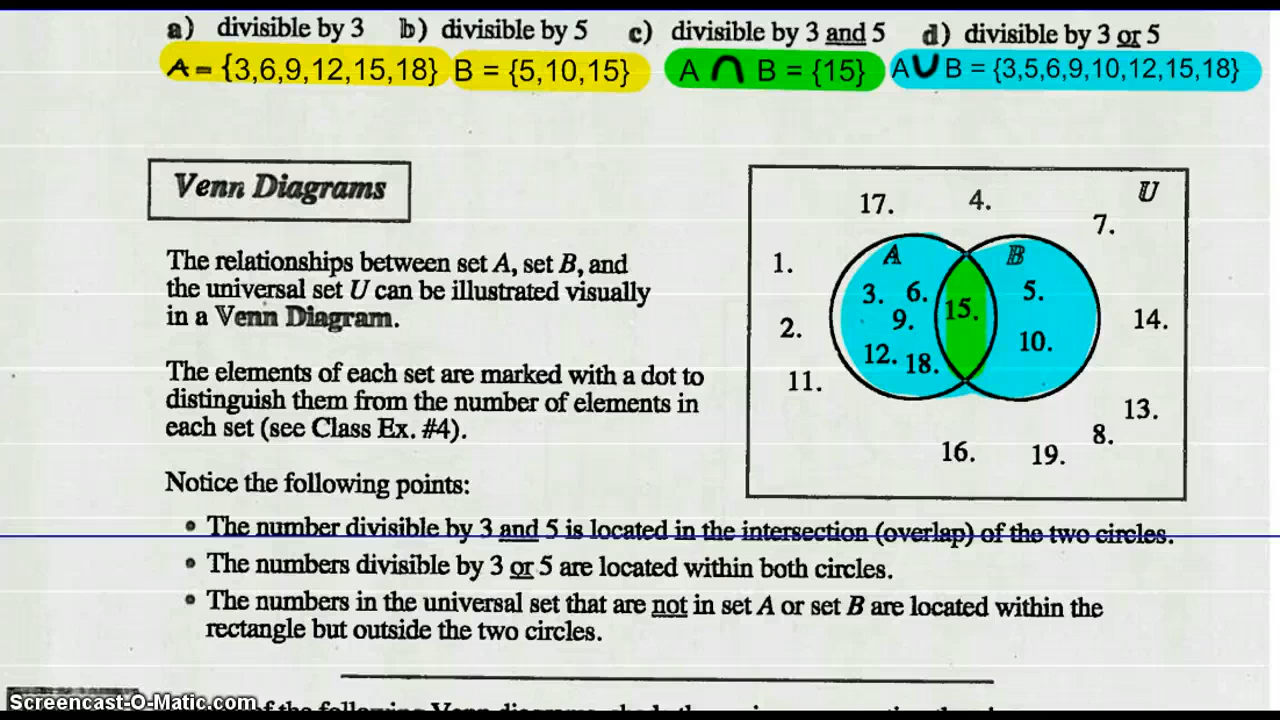 a) divisible by 3 b) divisible by 5 c) divisible by 3 and 5 d) divisible by 3 or 5
A = {3,6,9,12,15,18} B = {5,10,15} A ∩ B = {15} A ∪ B = {3,5,6,9,10,12,15,18}
Venn Diagrams
The relationships between set A, set B, and
the universal set U can be illustrated visually
in a Venn Diagram.
The elements of each set are marked with a dot to
distinguish them from the number of elements in
each set (see Class Ex. #4).
U
17. 4.
7.
1.
A B
3. 6. 15. 5.
9.
2. 14.
10.
12. 18.
11.
13.
8.
16. 19.
Notice the following points:
• The number divisible by 3 and 5 is located in the intersection (overlap) of the two circles.
• The numbers divisible by 3 or 5 are located within both circles.
• The numbers in the universal set that are not in set A or set B are located within the
rectangle but outside the two circles.
Screencast-O-Matic.com
of the following Venn diagrams, shade the